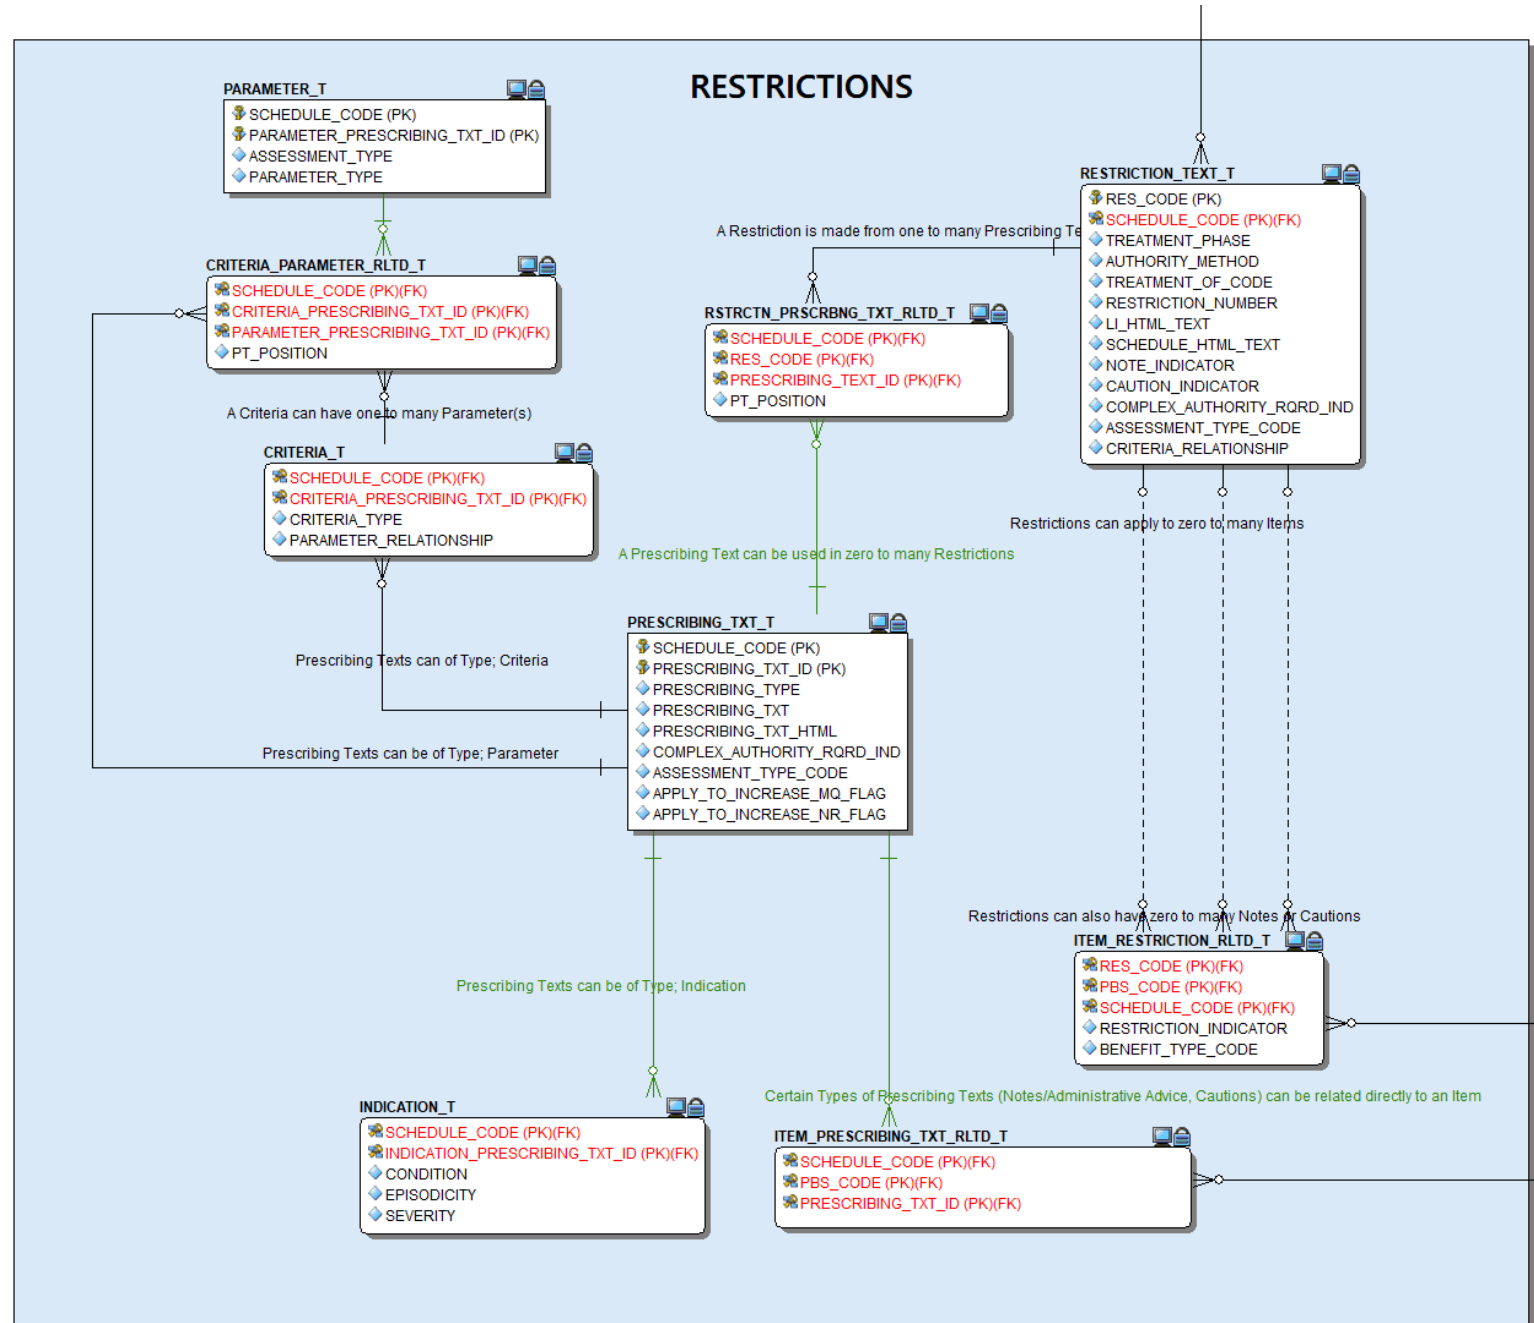 RESTRICTIONS
PARAMETER_T
SCHEDULE_CODE (PK)
PARAMETER_PRESCRIBING_TXT_ID (PK)
ASSESSMENT_TYPE
PARAMETER_TYPE
CRITERIA_PARAMETER_RLTD_T
SCHEDULE_CODE (PK)(FK)
CRITERIA_PRESCRIBING_TXT_ID (PK)(FK)
PARAMETER_PRESCRIBNG_TXT_ID (PK)(FK)
PT_POSITION
A Criteria can have one to many Parameter(s)
CRITERIA_T
SCHEDULE_CODE (PK)(FK)
CRITERIA_PRESCRIBING_TXT_ID (PK)(FK)
CRITERIA_TYPE
PARAMETER_RELATIONSHIP
Prescribing Texts can of Type; Criteria
Prescribing Texts can be of Type; Parameter
A Restriction is made from one to many Prescribing Te
RSTRCTN_PRSCRBNG_TXT_RLTD_T
SCHEDULE_CODE (PK)(FK)
RES_CODE (PK)(FK)
PRESCRIBING_TEXT_ID (PK)(FK)
PT_POSITION
A Prescribing Text can be used in zero to many Restrictions
PRESCRIBING_TXT_T
SCHEDULE_CODE (PK)
PRESCRIBING_TXT_ID (PK)
PRESCRIBING_TYPE
PRESCRIBING_TXT
PRESCRIBING_TXT_HTML
COMPLEX_AUTHORITY_RQRD_IND
ASSESSMENT_TYPE_CODE
APPLY_TO_INCREASE_MQ_FLAG
APPLY_TO_INCREASE_NR_FLAG
RESTRICTION_TEXT_T
RES_CODE (PK)
SCHEDULE_CODE (PK)(FK)
TREATMENT_PHASE
AUTHORITY_METHOD
TREATMENT_OF_CODE
RESTRICTION_NUMBER
LI_HTML_TEXT
SCHEDULE_HTML_TEXT
NOTE_INDICATOR
CAUTION_INDICATOR
COMPLEX_AUTHORITY_RQRD_IND
ASSESSMENT_TYPE_CODE
CRITERIA_RELATIONSHIP
Restrictions can apply to zero to many Items
Restrictions can also have zero to many Notes or Cautions
ITEM_RESTRICTION_RLTD_T
RES_CODE (PK)(FK)
PBS_CODE (PK)(FK)
SCHEDULE_CODE (PK)(FK)
RESTRICTION_INDICATOR
BENEFIT_TYPE_CODE
Prescribing Texts can be of Type; Indication
INDICATION_T
SCHEDULE_CODE (PK)(FK)
INDICATION_PRESCRIBING_TXT_ID (PK)(FK)
CONDITION
EPISODICITY
SEVERITY
Certain Types of Prescribing Texts (Notes/Administrative Advice, Cautions) can be related directly to an Item
ITEM_PRESCRIBING_TXT_RLTD_T
SCHEDULE_CODE (PK)(FK)
PBS_CODE (PK)(FK)
PRESCRIBING_TXT_ID (PK)(FK)